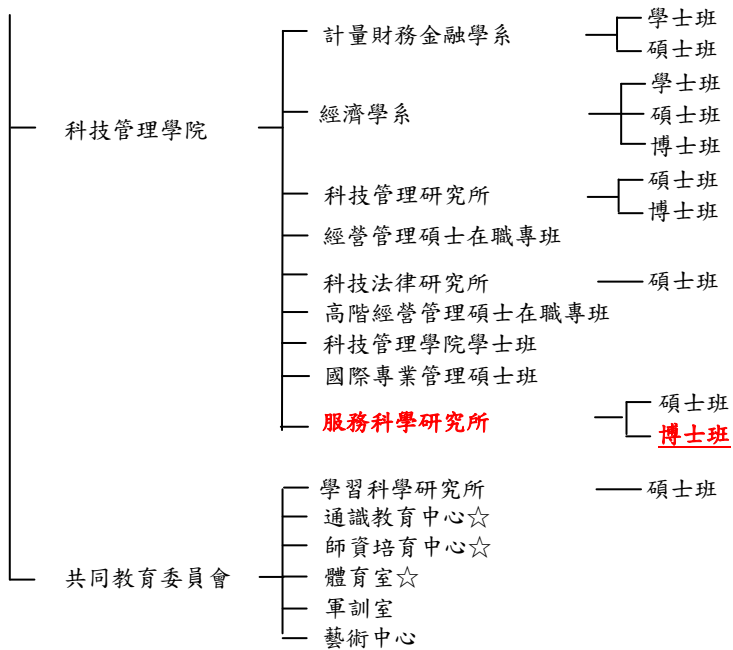 學士班
計量財務金融學系
碩士班
學士班
經濟學系
碩士班
科技管理學院
博士班
碩士班
科技管理研究所
博士班
經營管理碩士在職專班
科技法律研究所
碩士班
高階經營管理碩士在職專班
科技管理學院學士班
國際專業管理碩士班
碩士班
服務科學研究所
博士班
學習科學研究所
碩士班
通識教育中心☆
師資培育中心☆
共同教育委員會
體育室☆
軍訓室
藝術中心